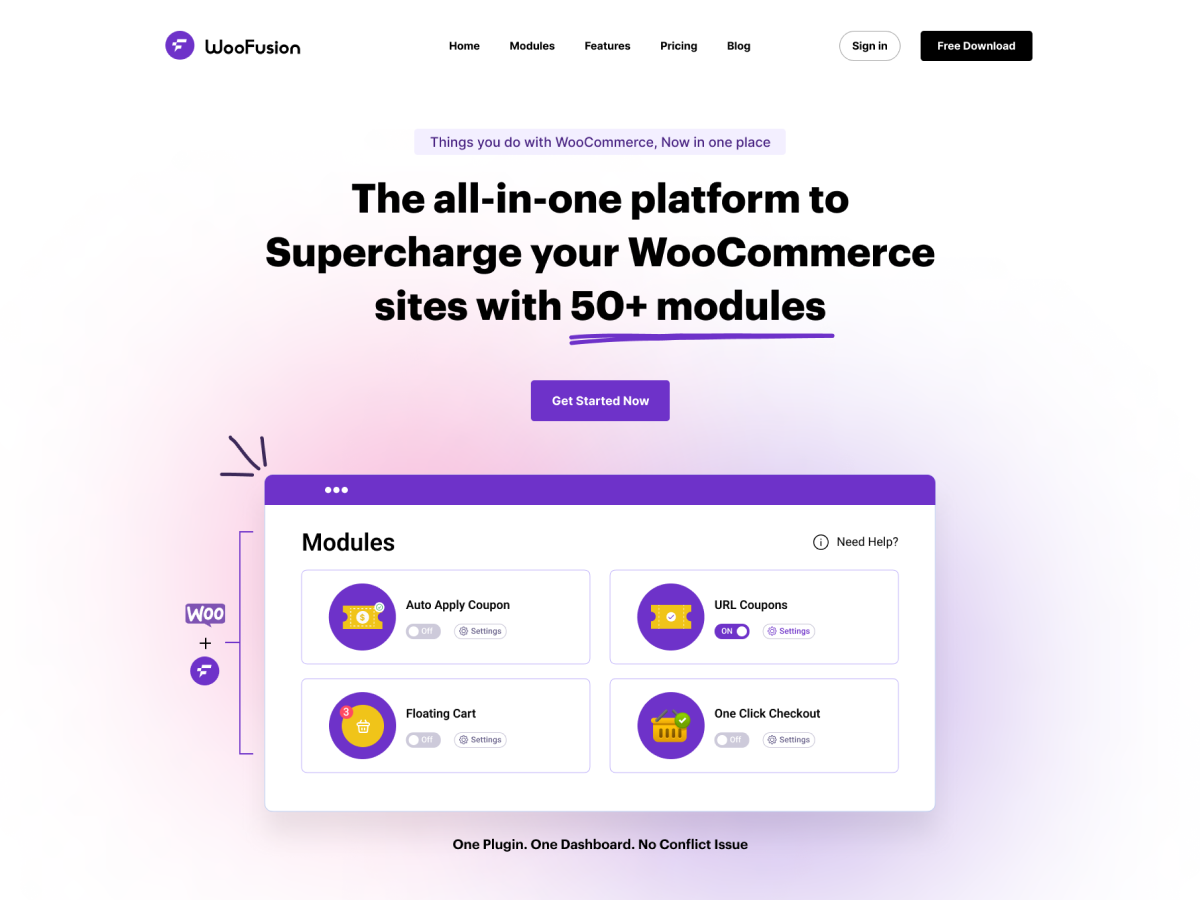 WooFusion
Home Modules Features Pricing Blog
Sign in
Free Download
Things you do with WooCommerce, Now in one place
The all-in-one platform to
Supercharge your WooCommerce
sites with 50+ modules
Get Started Now
Modules
Need Help?
Auto Apply Coupon
Off Settings
URL Coupons
ON Settings
WOO
+
3
Floating Cart
Off Settings
One Click Checkout
Off Settings
One Plugin. One Dashboard. No Conflict Issue